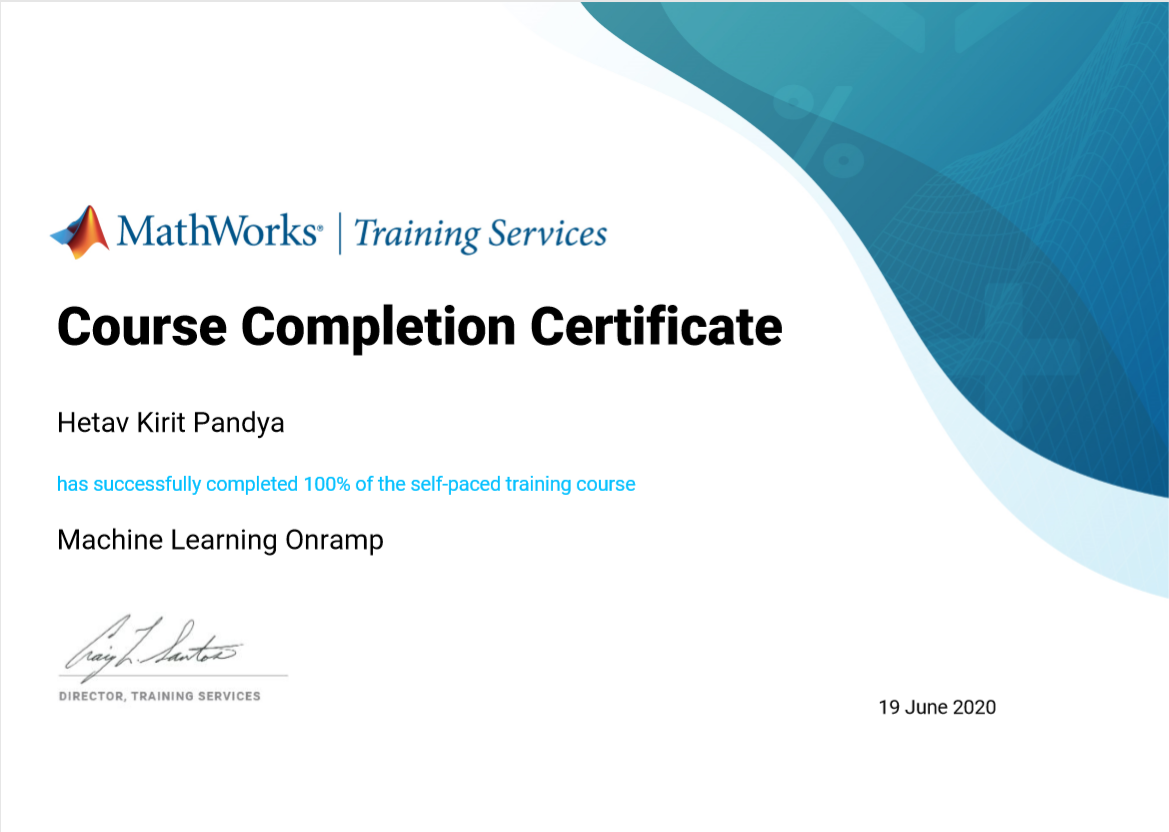 MathWorks® | Training Services
Course Completion Certificate
Hetav Kirit Pandya
has successfully completed 100% of the self-paced training course
Machine Learning Onramp
Craig L. Santos
DIRECTOR, TRAINING SERVICES
19 June 2020